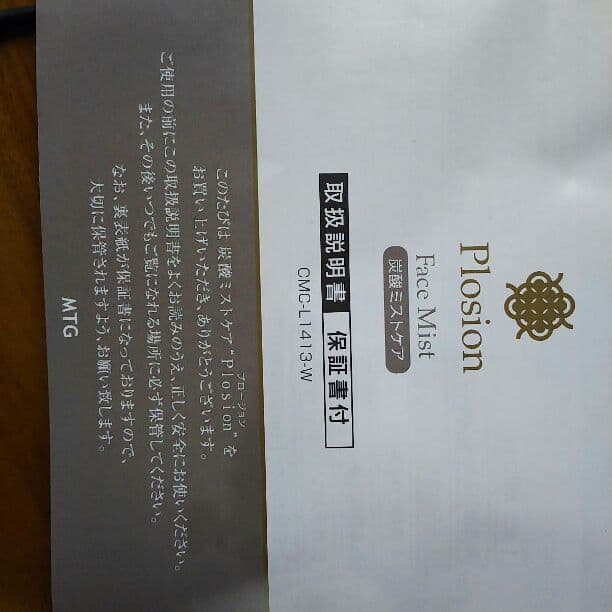 Plosion
Face Mist
炭酸ミストケア
取扱説明書 保証書付
CMC-L1413-W
このたびは 炭酸ミストケア“Plosion”を
プロージョン
お買い上げいただき、ありがとうございます。
ご使用の前にこの取扱説明書をよくお読みのうえ、正しく安全にお使いください。
また、その後いつでもご覧になれる場所に必ず保管してください。
なお、裏表紙が保証書になっておりますので、
大切に保管されますよう、お願い致します。
MTG